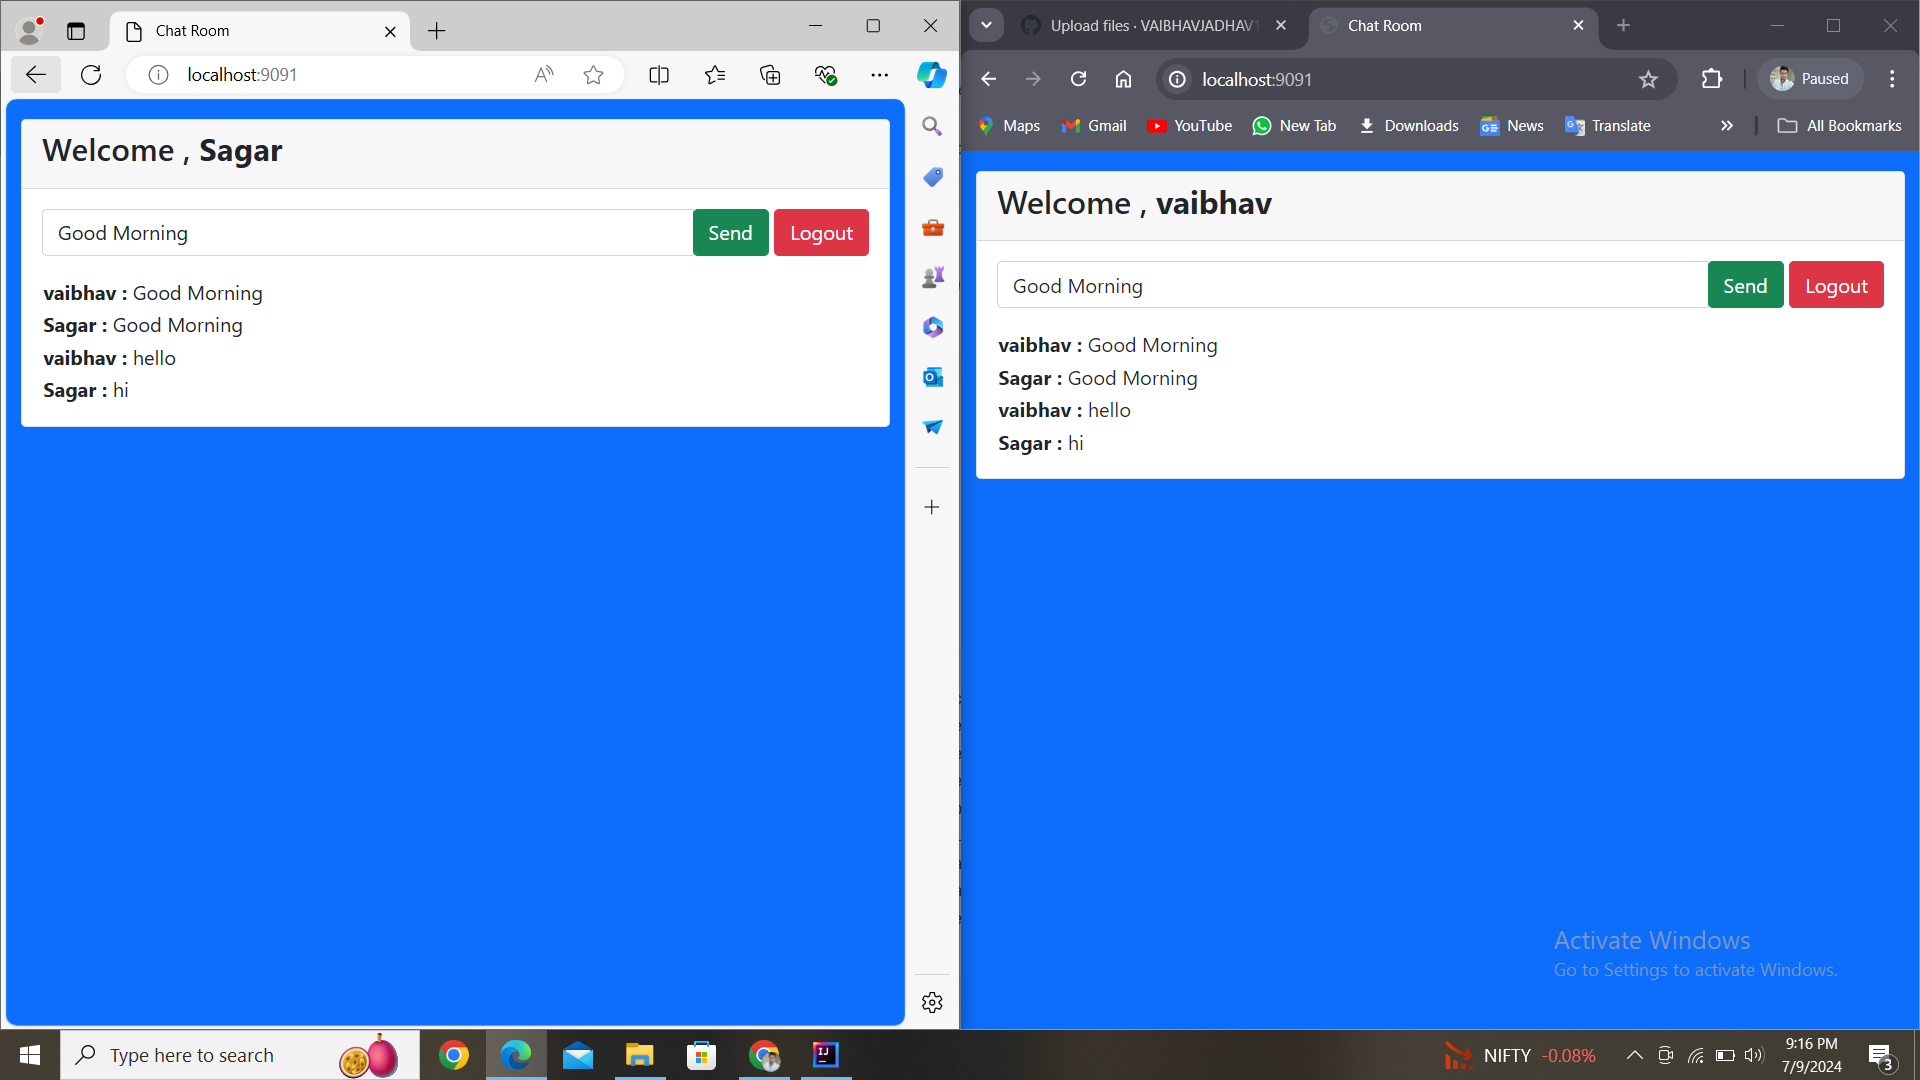 Chat Room
localhost:9091
Welcome , Sagar
Good Morning
Send
Logout
vaibhav : Good Morning
Sagar : Good Morning
vaibhav : hello
Sagar : hi
Upload files · VAIBHAVJADHAV1
Chat Room
localhost:9091
Paused
Maps
Gmail
YouTube
New Tab
Downloads
News
Translate
All Bookmarks
Welcome , vaibhav
Good Morning
Send
Logout
vaibhav : Good Morning
Sagar : Good Morning
vaibhav : hello
Sagar : hi
Activate Windows
Go to Settings to activate Windows.
Type here to search
NIFTY -0.08%
9:16 PM
7/9/2024
3